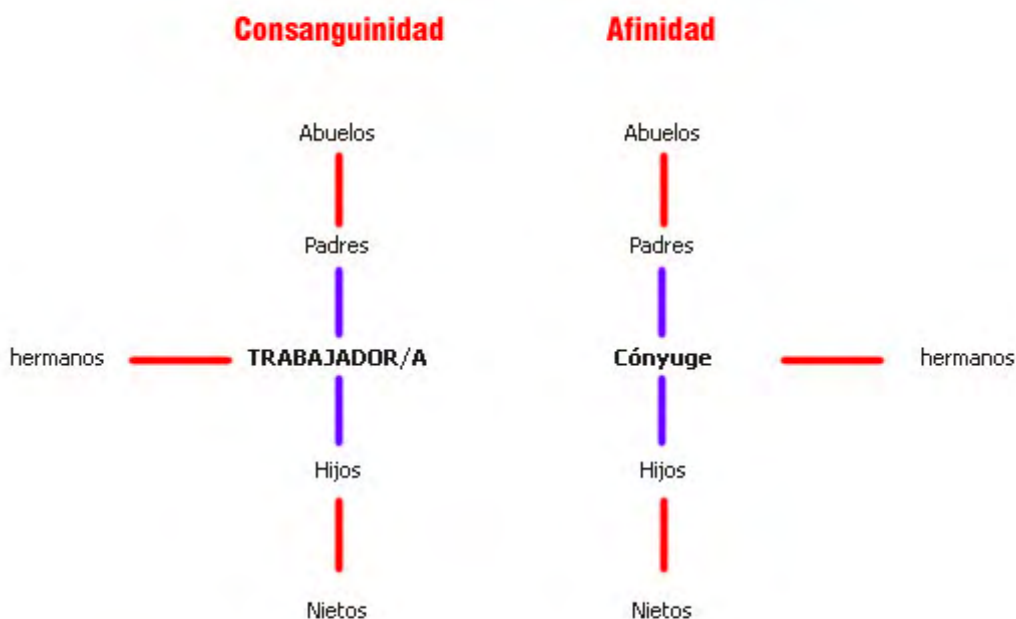 Consanguinidad Afinidad
Abuelos Abuelos
Padres Padres
hermanos TRABAJADOR/A Cónyuge hermanos
Hijos Hijos
Nietos Nietos